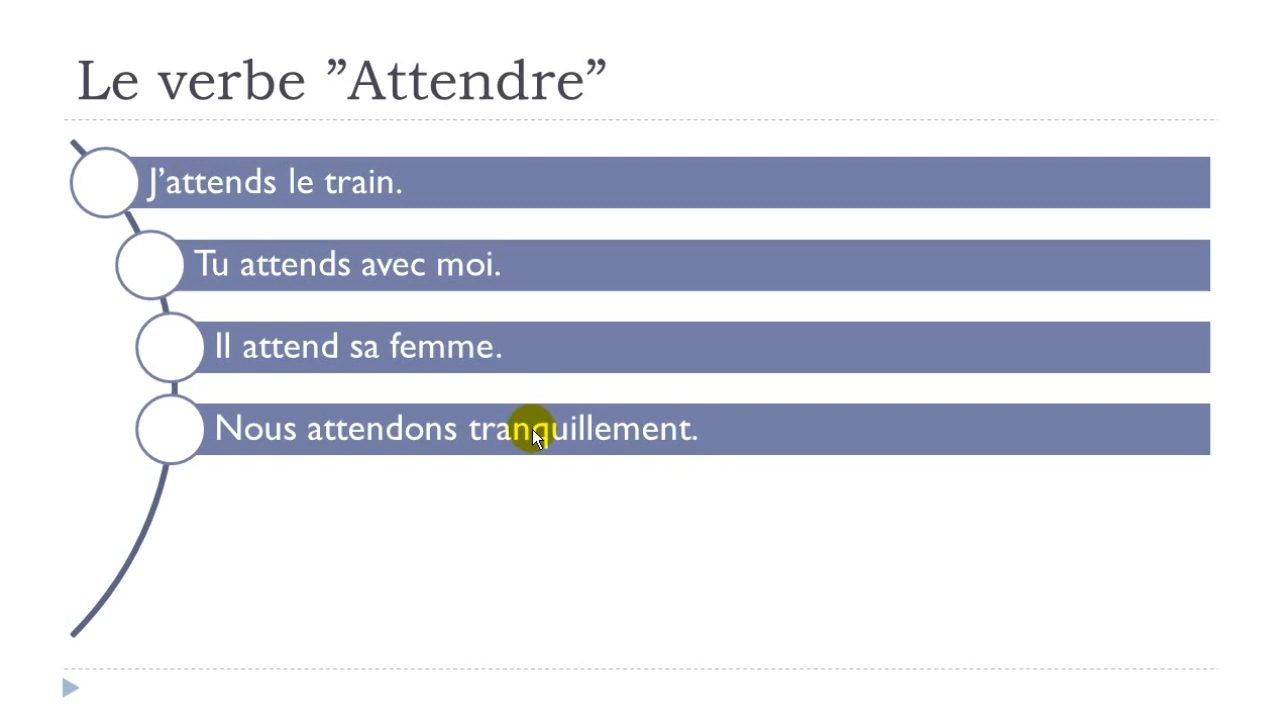 Le verbe ”Attendre”
J’attends le train.
Tu attends avec moi.
Il attend sa femme.
Nous attendons tranquillement.